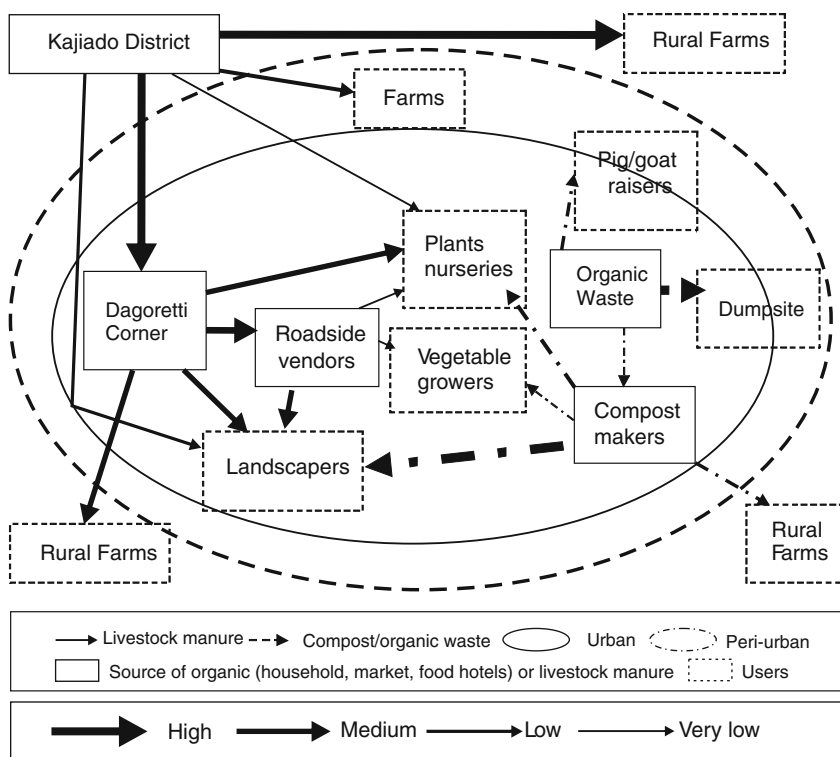 Kajiado District
Rural Farms
Farms
Pig/goat
raisers
Plants
nurseries
Organic
Waste
Dagoretti
Corner
Dumpsite
Roadside
vendors
Vegetable
growers
Compost
makers
Landscapers
Rural Farms
Rural
Farms
Livestock manure
Compost/organic waste
Urban
Peri-urban
Source of organic (household, market, food hotels) or livestock manure
Users
High
Medium
Low
Very low